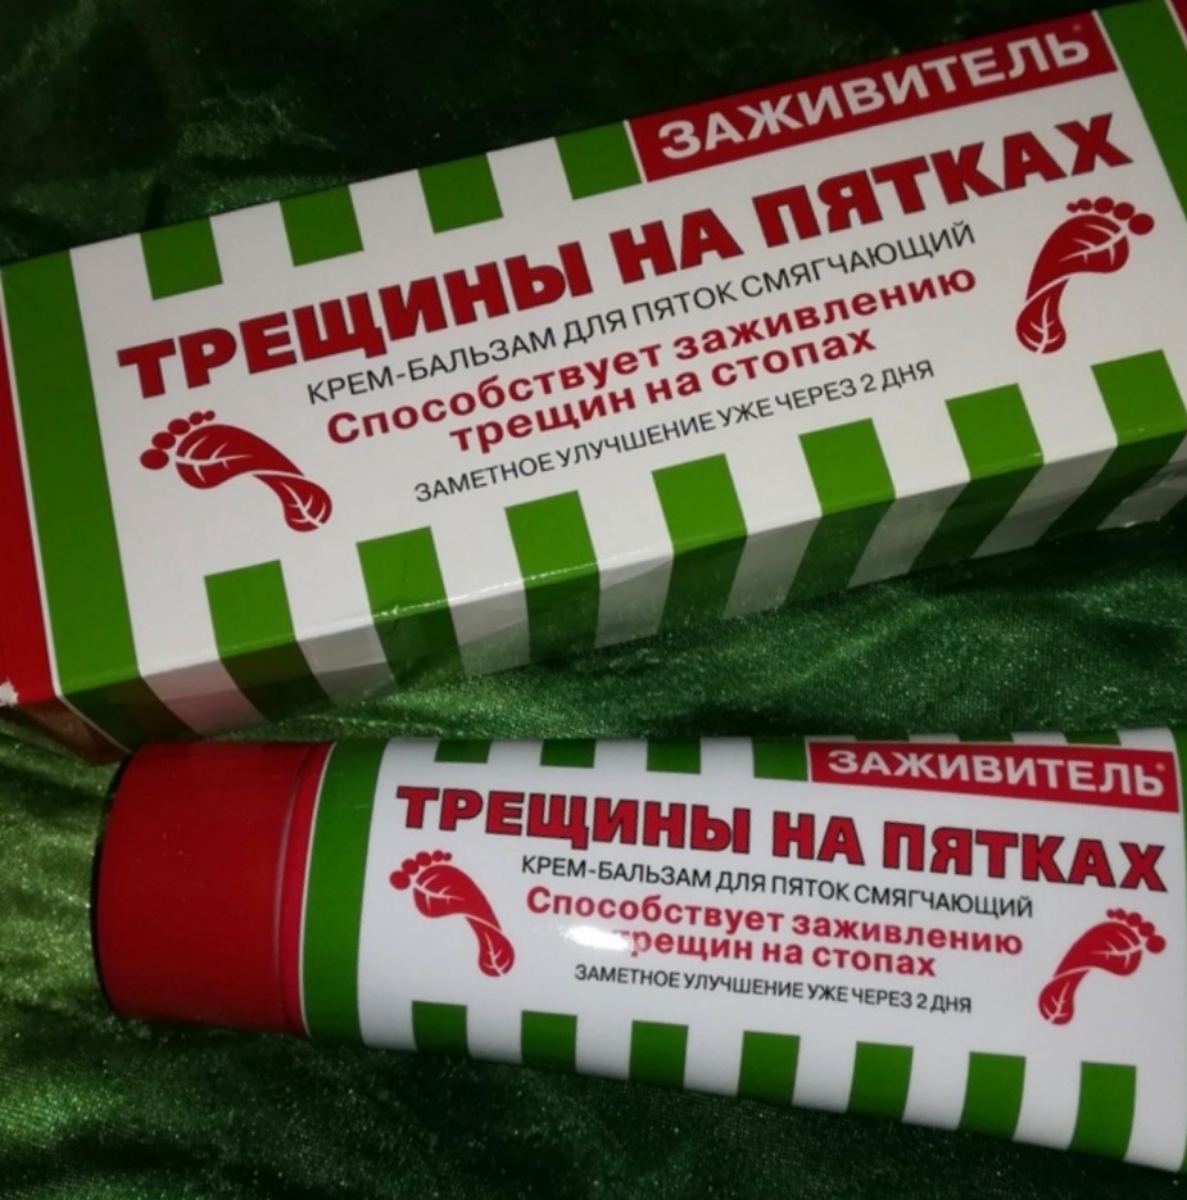 ЗАЖИВИТЕЛЬ
ТРЕЩИНЫ НА ПЯТКАХ
КРЕМ-БАЛЬЗАМ ДЛЯ ПЯТОК СМЯГЧАЮЩИЙ
Способствует заживлению
трещин на стопах
ЗАМЕТНОЕ УЛУЧШЕНИЕ УЖЕ ЧЕРЕЗ 2 ДНЯ
ЗАЖИВИТЕЛЬ
ТРЕЩИНЫ НА ПЯТКАХ
КРЕМ-БАЛЬЗАМ ДЛЯ ПЯТОК СМЯГЧАЮЩИЙ
Способствует заживлению
трещин на стопах
ЗАМЕТНОЕ УЛУЧШЕНИЕ УЖЕ ЧЕРЕЗ 2 ДНЯ